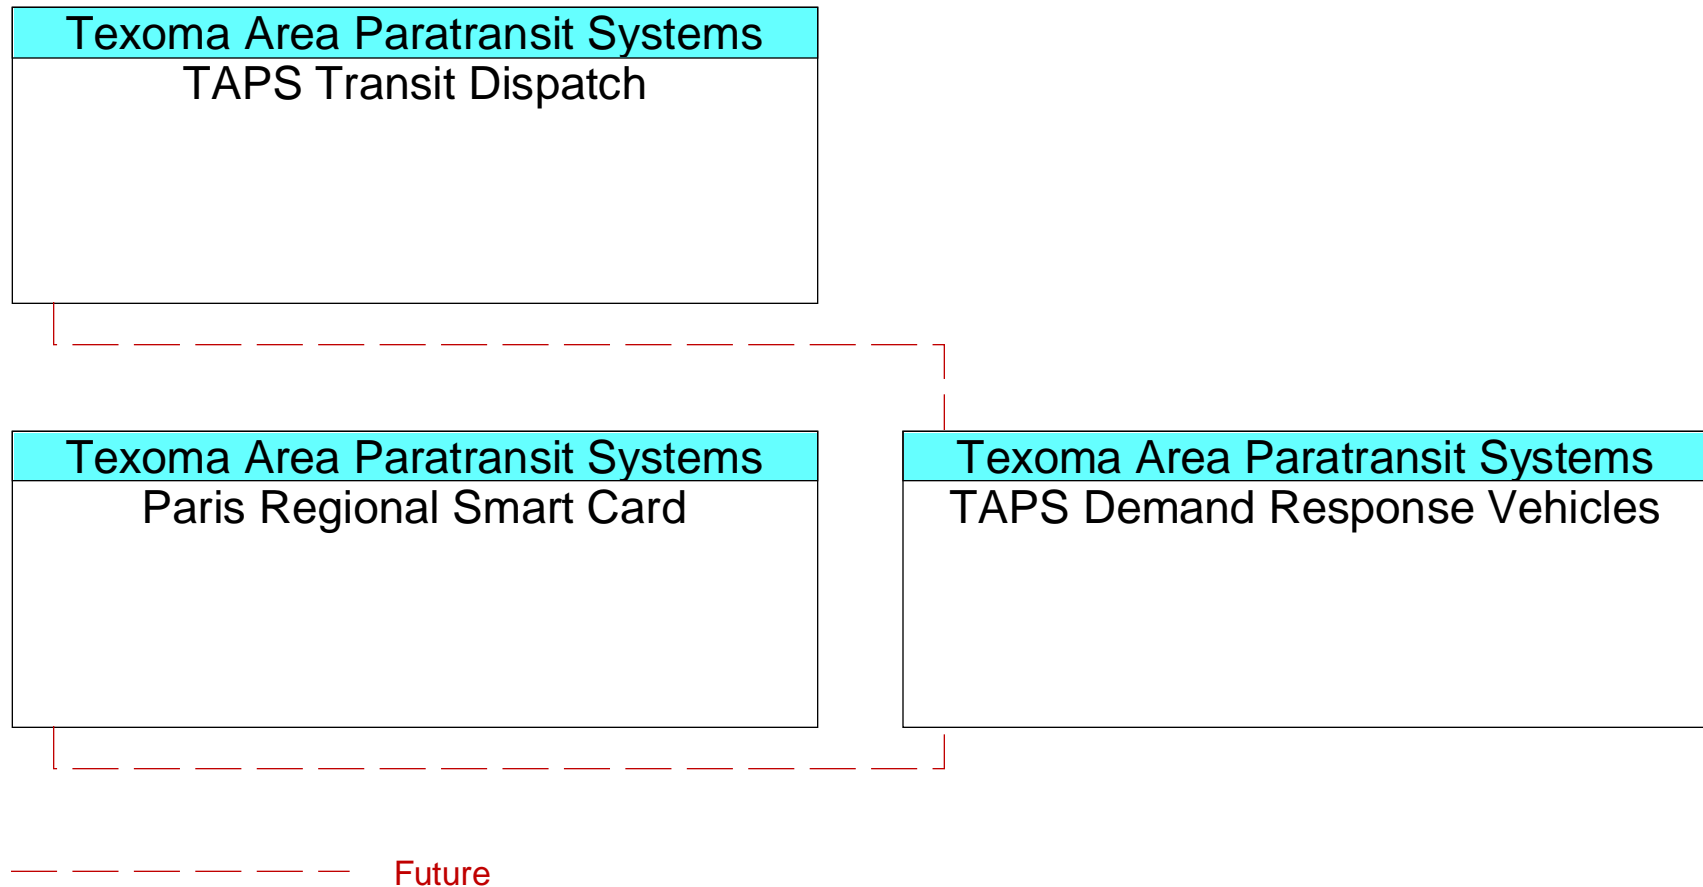 Texoma Area Paratransit Systems
TAPS Transit Dispatch
Texoma Area Paratransit Systems
Paris Regional Smart Card
Texoma Area Paratransit Systems
TAPS Demand Response Vehicles
Future